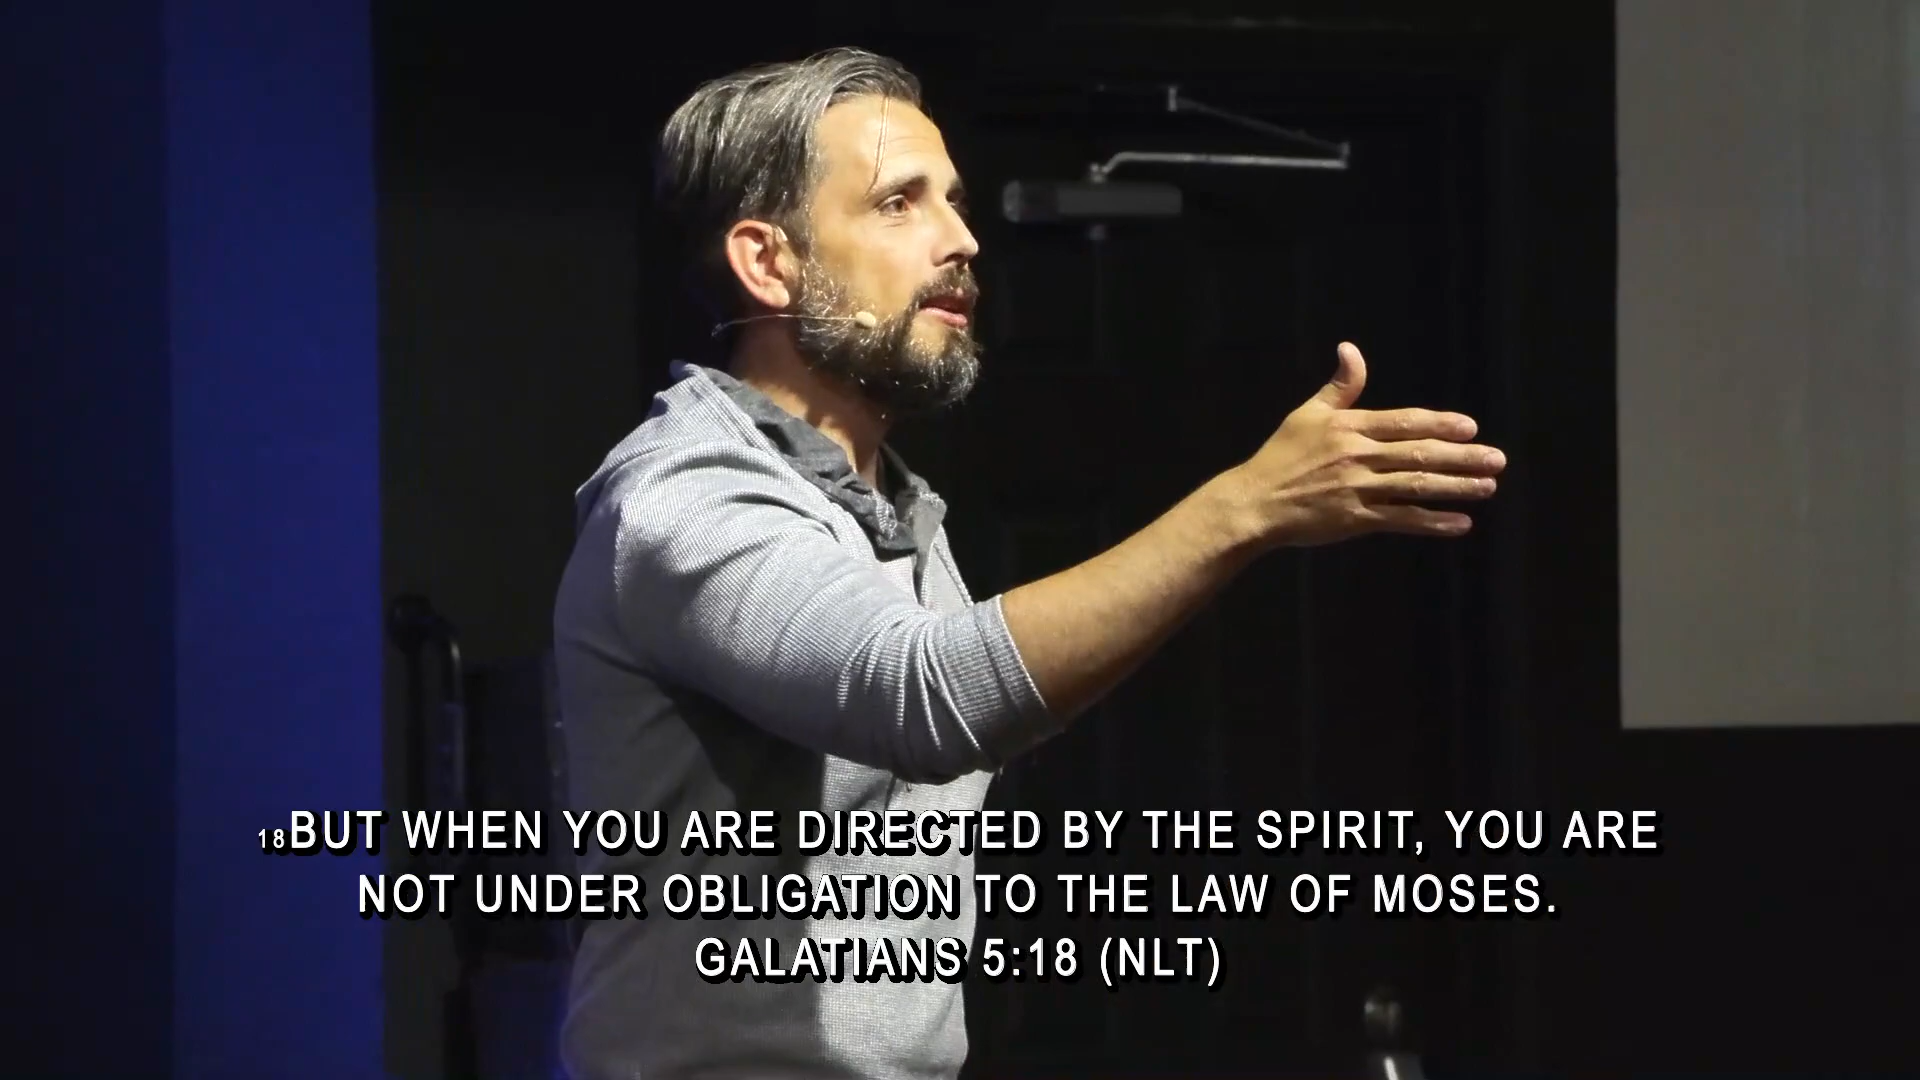 18BUT WHEN YOU ARE DIRECTED BY THE SPIRIT, YOU ARE
NOT UNDER OBLIGATION TO THE LAW OF MOSES.
GALATIANS 5:18 (NLT)